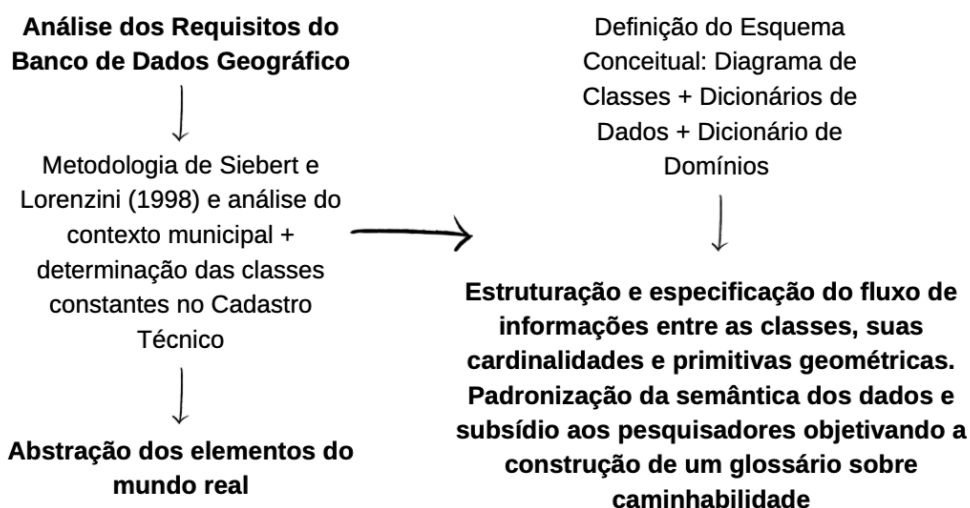 Análise dos Requisitos do
Banco de Dados Geográfico
Metodologia de Siebert e
Lorenzini (1998) e análise do
contexto municipal +
determinação das classes
constantes no Cadastro
Técnico
Abstração dos elementos do
mundo real
Definição do Esquema
Conceitual: Diagrama de
Classes + Dicionários de
Dados + Dicionário de
Domínios
Estruturação e especificação do fluxo de
informações entre as classes, suas
cardinalidades e primitivas geométricas.
Padronização da semântica dos dados e
subsídio aos pesquisadores objetivando a
construção de um glossário sobre
caminhabilidade